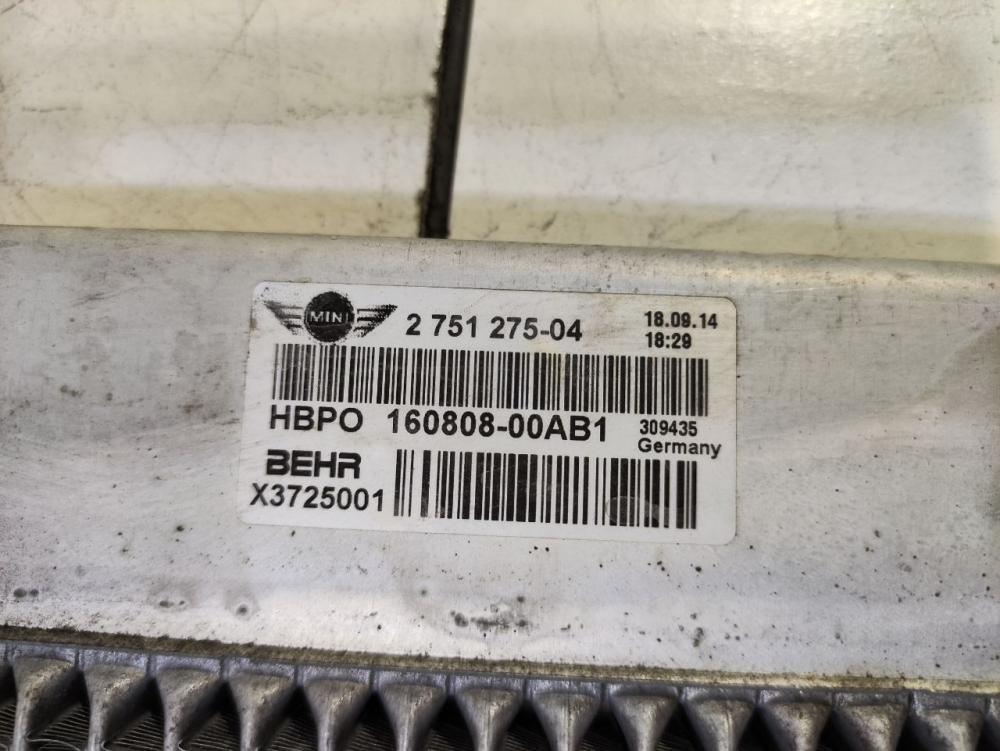 MINI 2 751 275-04 18.09.14
18:29
HBPO 160808-00AB1 309435
Germany
BEHR
X3725001